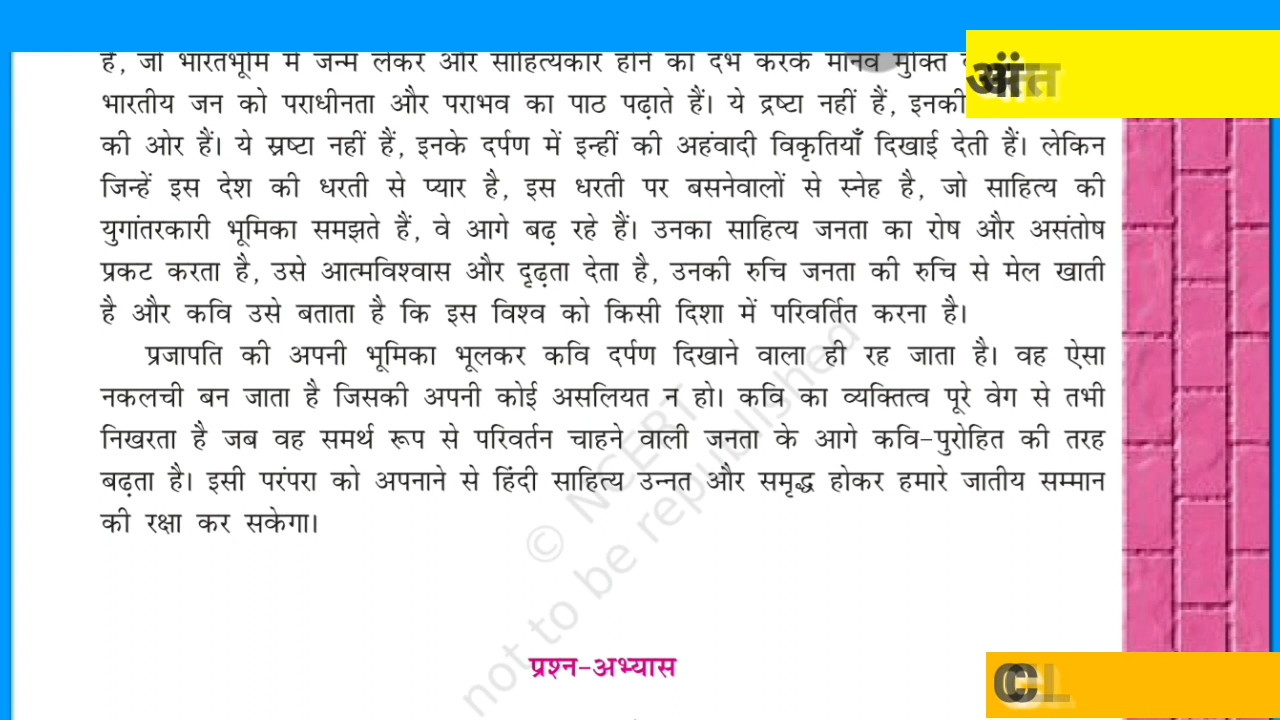 है, जो भारतभूमि में जन्म लेकर और साहित्यकार होने का दंभ करके मानव मुक्ति
भारतीय जन को पराधीनता और पराभव का पाठ पढ़ाते हैं। ये द्रष्टा नहीं हैं, इनकी
की ओर हैं। ये स्रष्टा नहीं हैं, इनके दर्पण में इन्हीं की अहंवादी विकृतियाँ दिखाई देती हैं। लेकिन
जिन्हें इस देश की धरती से प्यार है, इस धरती पर बसनेवालों से स्नेह है, जो साहित्य की
युगांतरकारी भूमिका समझते हैं, वे आगे बढ़ रहे हैं। उनका साहित्य जनता का रोष और असंतोष
प्रकट करता है, उसे आत्मविश्वास और दृढ़ता देता है, उनकी रुचि जनता की रुचि से मेल खाती
है और कवि उसे बताता है कि इस विश्व को किसी दिशा में परिवर्तित करना है।
प्रजापति की अपनी भूमिका भूलकर कवि दर्पण दिखाने वाला ही रह जाता है। वह ऐसा
नकलची बन जाता है जिसकी अपनी कोई असलियत न हो। कवि का व्यक्तित्व पूरे वेग से तभी
निखरता है जब वह समर्थ रूप से परिवर्तन चाहने वाली जनता के आगे कवि-पुरोहित की तरह
बढ़ता है। इसी परंपरा को अपनाने से हिंदी साहित्य उन्नत और समृद्ध होकर हमारे जातीय सम्मान
की रक्षा कर सकेगा।
© NCERT
not to be republished
प्रश्न-अभ्यास